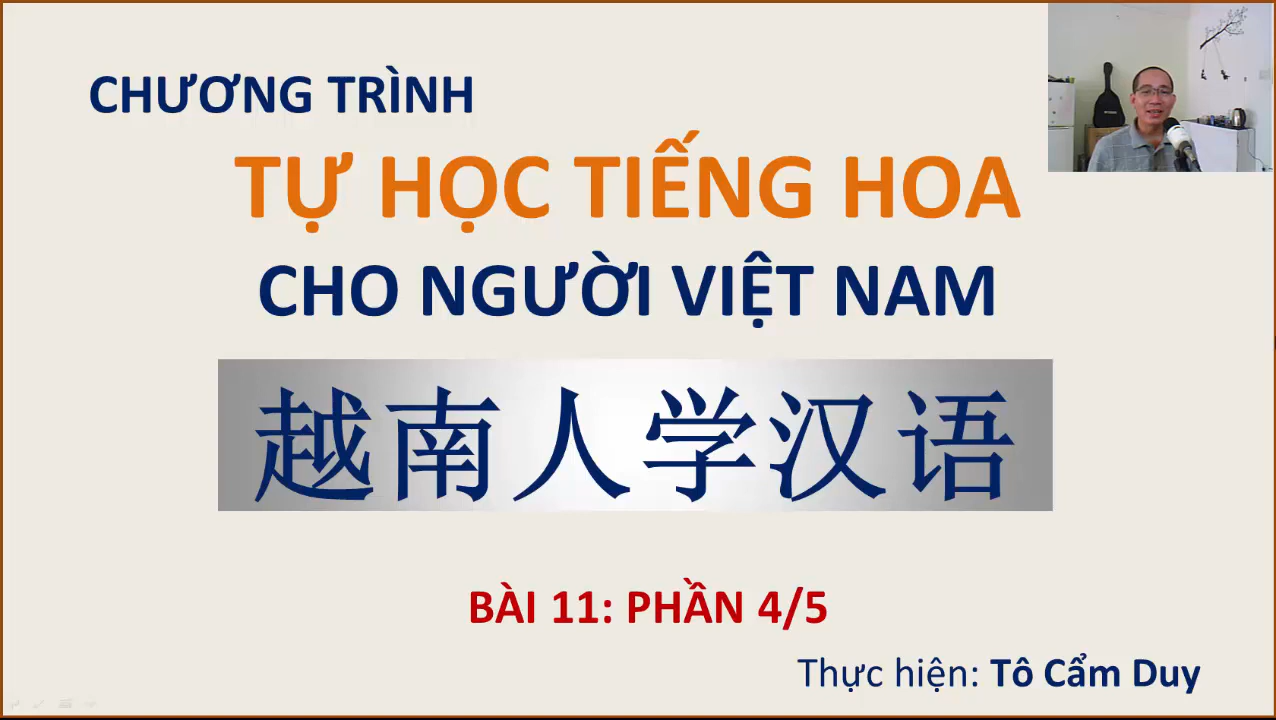 CHƯƠNG TRÌNH
TỰ HỌC TIẾNG HOA
CHO NGƯỜI VIỆT NAM
越南人学汉语
BÀI 11: PHẦN 4/5
Thực hiện: Tô Cẩm Duy